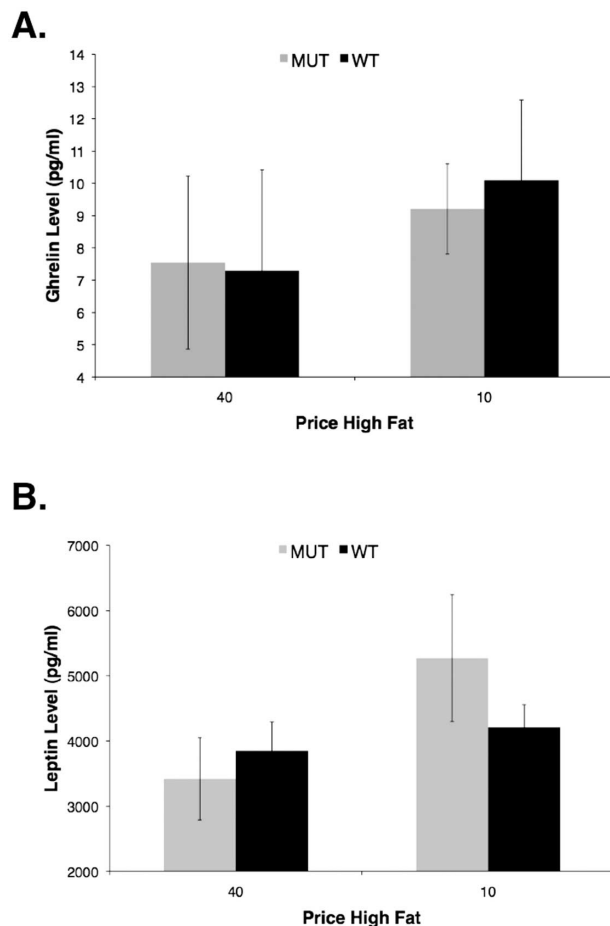 A.
MUT WT
14
13
12
11
10
9
8
7
6
5
4
Ghrelin Level (pg/ml)
40 10
Price High Fat
B.
MUT WT
7000
6000
5000
4000
3000
2000
Leptin Level (pg/ml)
40 10
Price High Fat